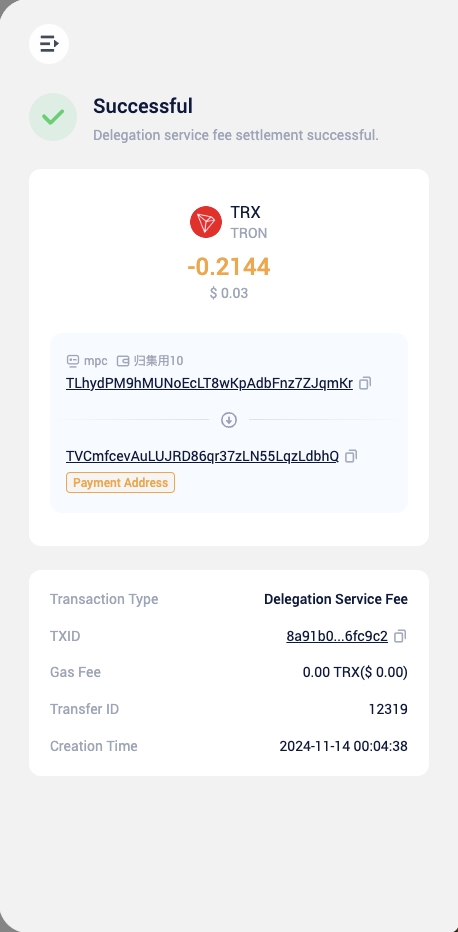 Successful
Delegation service fee settlement successful.
TRX
TRON
-0.2144
$ 0.03
mpc 归集用10
TLhydPM9hMUNoEcLT8wKpAdbFnz7ZJqmKr
TVCmfcevAuLUJRD86qr37zLN55LqzLdbhQ
Payment Address
Transaction Type Delegation Service Fee
TXID 8a91b0...6fc9c2
Gas Fee 0.00 TRX($ 0.00)
Transfer ID 12319
Creation Time 2024-11-14 00:04:38